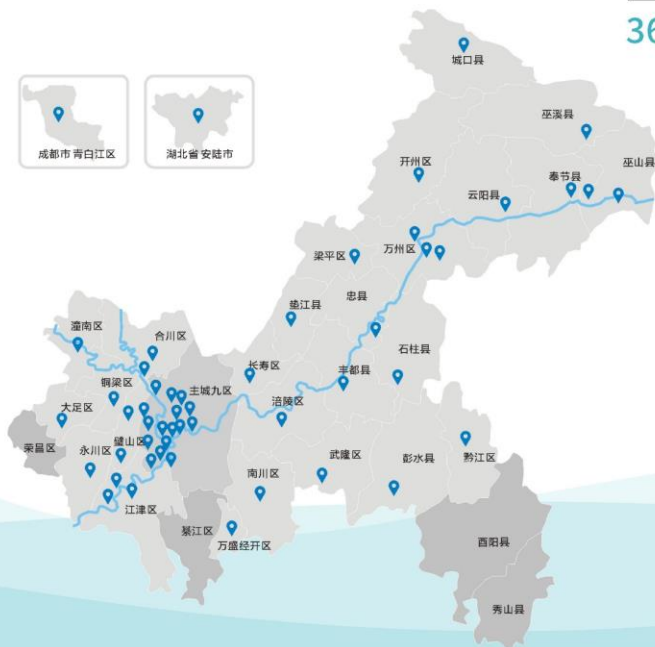 36
城口县
巫溪县
成都市 青白江区
湖北省 安陆市
开州区
巫山县
奉节县
云阳县
万州区
梁平区
忠县
垫江县
潼南区
合川区
石柱县
长寿区
主城九区
丰都县
铜梁区
大足区
涪陵区
荣昌区
永川区
璧山区
武隆区
彭水县
黔江区
南川区
江津区
綦江区
万盛经开区
酉阳县
秀山县